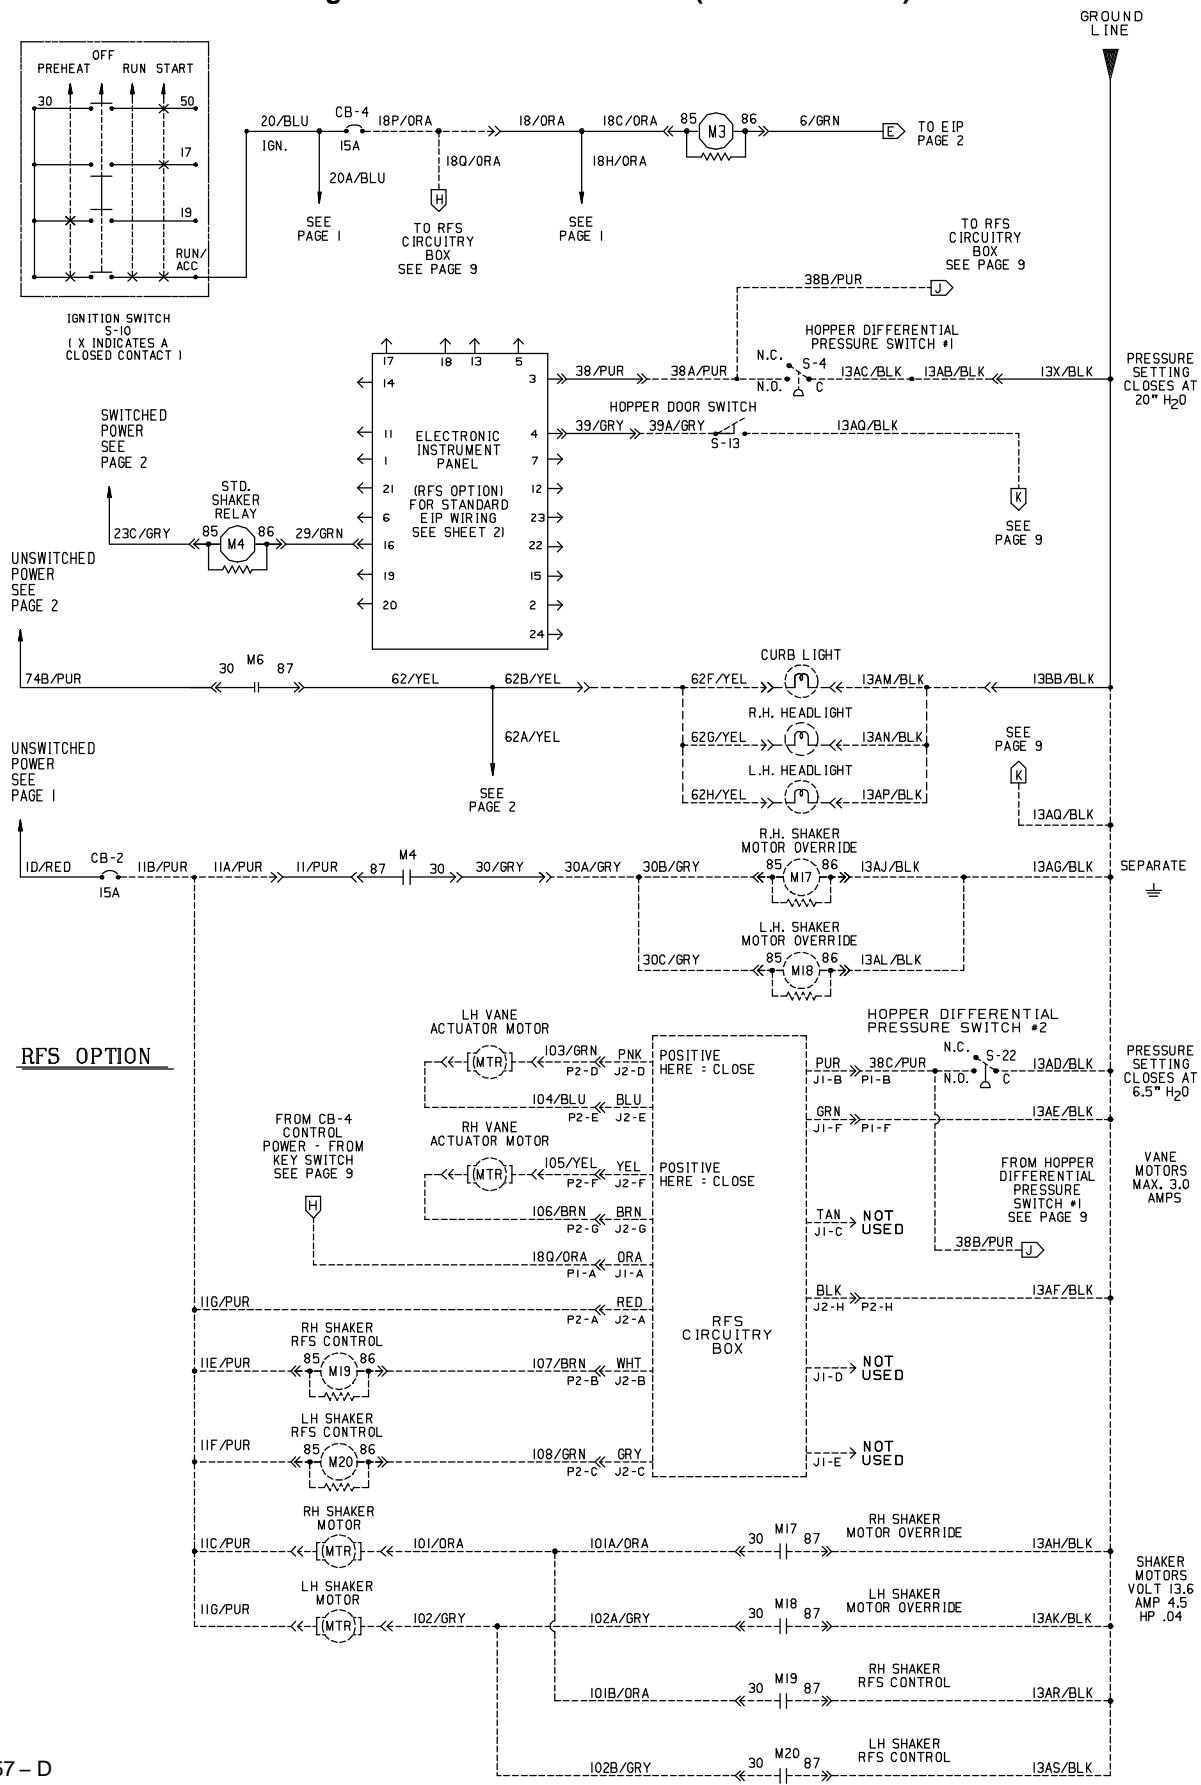 GROUND
LINE
OFF
PREHEAT RUN START
30 50
17
19
RUN/
ACC
IGNITION SWITCH
S-10
( X INDICATES A
CLOSED CONTACT )
20/BLU
IGN.
CB-4
15A
18P/ORA
18/ORA
18C/ORA
85 M3 86
6/GRN
E
TO EIP
PAGE 2
20A/BLU
SEE
PAGE 1
18Q/ORA
H
TO RFS
CIRCUITRY
BOX
SEE PAGE 9
18H/ORA
SEE
PAGE 1
TO RFS
CIRCUITRY
BOX
SEE PAGE 9
38B/PUR
J
HOPPER DIFFERENTIAL
PRESSURE SWITCH #1
N.C.
S-4
N.O. C
38/PUR
38A/PUR
13AC/BLK
13AB/BLK
13X/BLK
PRESSURE
SETTING
CLOSES AT
20" H2O
HOPPER DOOR SWITCH
39/GRY
39A/GRY
S-13
13AQ/BLK
K
SEE
PAGE 9
17 18 13 5
14 3
11 4
1 7
21 12
6 23
16 22
19 15
20 2
24
ELECTRONIC
INSTRUMENT
PANEL
(RFS OPTION)
FOR STANDARD
EIP WIRING
SEE SHEET 2)
SWITCHED
POWER
SEE
PAGE 2
STD.
SHAKER
RELAY
23C/GRY
85 M4 86
29/GRN
UNSWITCHED
POWER
SEE
PAGE 2
74B/PUR
30 M6 87
62/YEL
62B/YEL
62A/YEL
SEE
PAGE 2
CURB LIGHT
62F/YEL
13AM/BLK
13BB/BLK
R.H. HEADLIGHT
62G/YEL
13AN/BLK
L.H. HEADLIGHT
62H/YEL
13AP/BLK
SEE
PAGE 9
K
13AQ/BLK
UNSWITCHED
POWER
SEE
PAGE 1
1D/RED
CB-2
15A
11B/PUR
11A/PUR
11/PUR
87 M4 30
30/GRY
30A/GRY
30B/GRY
R.H. SHAKER
MOTOR OVERRIDE
85 M17 86
13AJ/BLK
13AG/BLK
SEPARATE
L.H. SHAKER
MOTOR OVERRIDE
30C/GRY
85 M18 86
13AL/BLK
RFS OPTION
LH VANE
ACTUATOR MOTOR
MTR
103/GRN PNK
P2-D J2-D
POSITIVE
HERE = CLOSE
104/BLU BLU
P2-E J2-E
RH VANE
ACTUATOR MOTOR
MTR
105/YEL YEL
P2-F J2-F
POSITIVE
HERE = CLOSE
106/BRN BRN
P2-G J2-G
FROM CB-4
CONTROL
POWER - FROM
KEY SWITCH
SEE PAGE 9
H
18Q/ORA ORA
P1-A J1-A
11G/PUR
RED
P2-A J2-A
RFS
CIRCUITRY
BOX
HOPPER DIFFERENTIAL
PRESSURE SWITCH #2
PUR 38C/PUR
J1-B P1-B
N.C.
S-22
N.O. C
13AD/BLK
PRESSURE
SETTING
CLOSES AT
6.5" H2O
GRN
J1-F P1-F
13AE/BLK
FROM HOPPER
DIFFERENTIAL
PRESSURE
SWITCH #1
SEE PAGE 9
38B/PUR
J
VANE
MOTORS
MAX. 3.0
AMPS
TAN
J1-C
NOT
USED
BLK
J2-H P2-H
13AF/BLK
J1-D
NOT
USED
J1-E
NOT
USED
RH SHAKER
RFS CONTROL
11E/PUR
85 M19 86
107/BRN WHT
P2-B J2-B
LH SHAKER
RFS CONTROL
11F/PUR
85 M20 86
108/GRN GRY
P2-C J2-C
RH SHAKER
MOTOR
11C/PUR
MTR
101/ORA
101A/ORA
30 M17 87
RH SHAKER
MOTOR OVERRIDE
13AH/BLK
LH SHAKER
MOTOR
11G/PUR
MTR
102/GRY
102A/GRY
30 M18 87
LH SHAKER
MOTOR OVERRIDE
13AK/BLK
SHAKER
MOTORS
VOLT 13.6
AMP 4.5
HP .04
101B/ORA
30 M19 87
RH SHAKER
RFS CONTROL
13AR/BLK
102B/GRY
30 M20 87
LH SHAKER
RFS CONTROL
13AS/BLK
57 – D